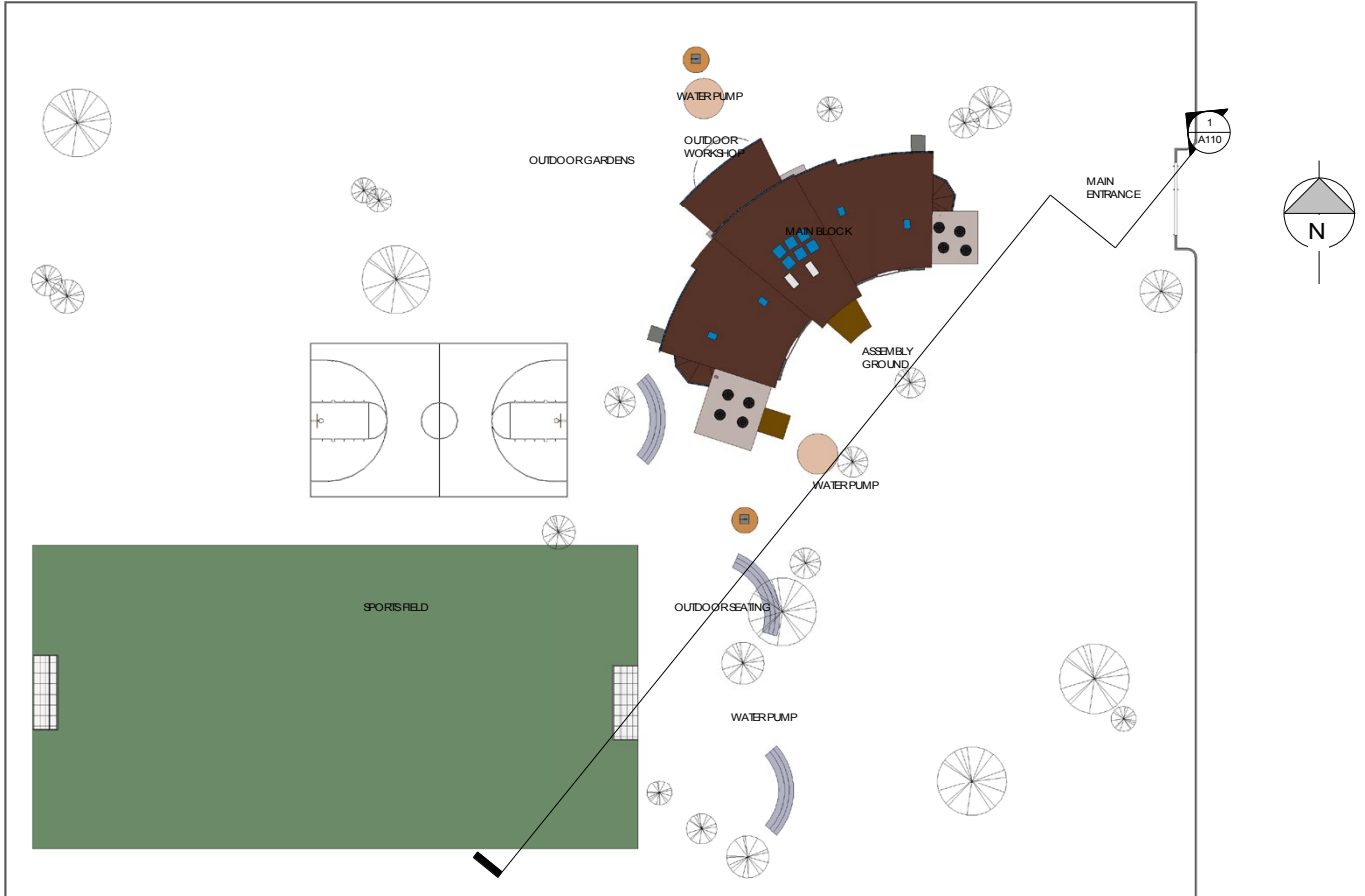 WATER PUMP
OUTDOOR
WORKSHOP
OUTDOOR GARDENS
1
A110
MAIN
ENTRANCE
N
MAIN BLOCK
ASSEMBLY
GROUND
WATER PUMP
SPORTS FIELD
OUTDOOR SEATING
WATER PUMP